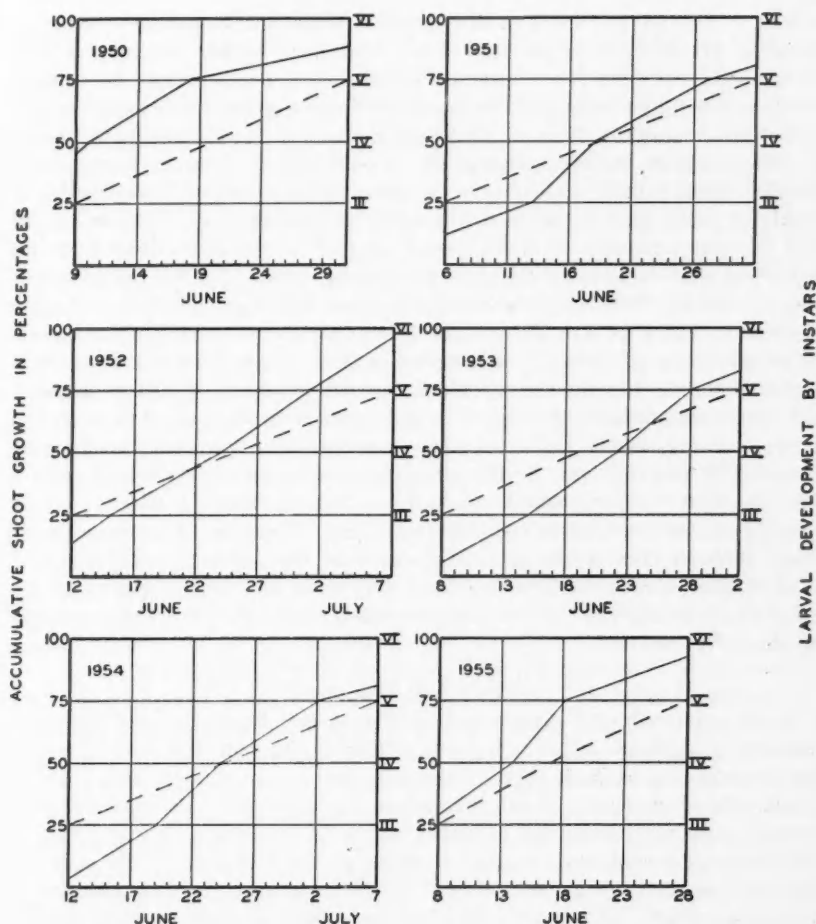 ACCUMULATIVE SHOOT GROWTH IN PERCENTAGES
LARVAL DEVELOPMENT BY INSTARS
1950
100
75
50
25
VI
V
IV
III
9 14 19 24 29
JUNE
1951
100
75
50
25
VI
V
IV
III
6 11 16 21 26 1
JUNE
1952
100
75
50
25
VI
V
IV
III
12 17 22 27 2 7
JUNE JULY
1953
100
75
50
25
VI
V
IV
III
8 13 18 23 28 2
JUNE
1954
100
75
50
25
VI
V
IV
III
12 17 22 27 2 7
JUNE JULY
1955
100
75
50
25
VI
V
IV
III
8 13 18 23 28
JUNE